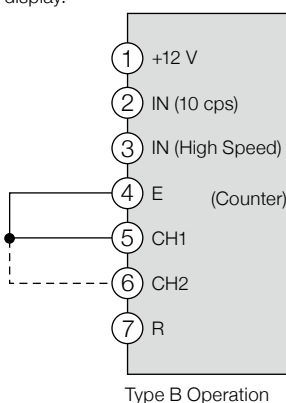 display.
1 +12 V
2 IN (10 cps)
3 IN (High Speed)
4 E (Counter)
5 CH1
6 CH2
7 R
Type B Operation